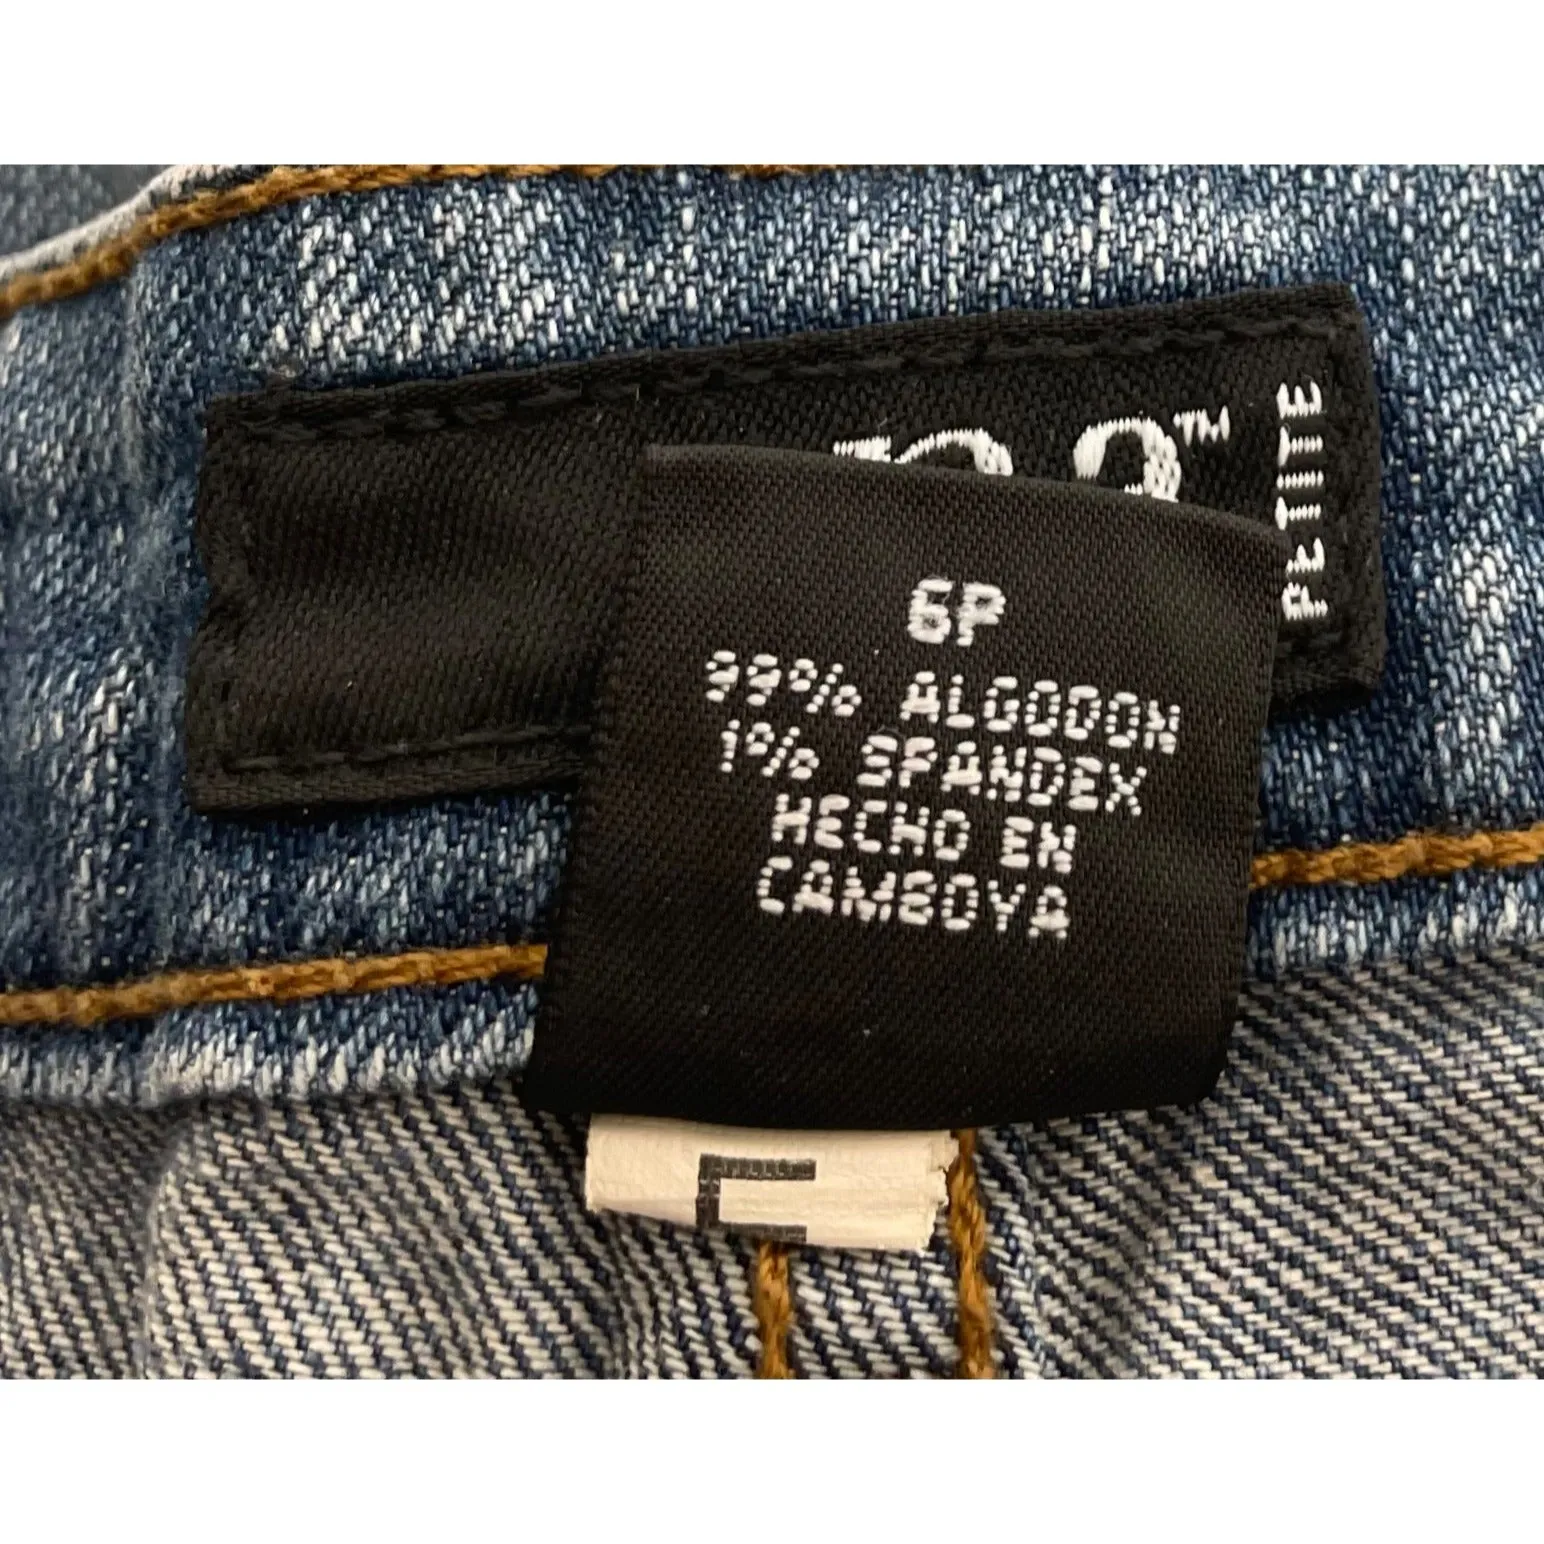 PETITE
6P
99% ALGODON
1% SPANDEX
HECHO EN
CAMBOYA